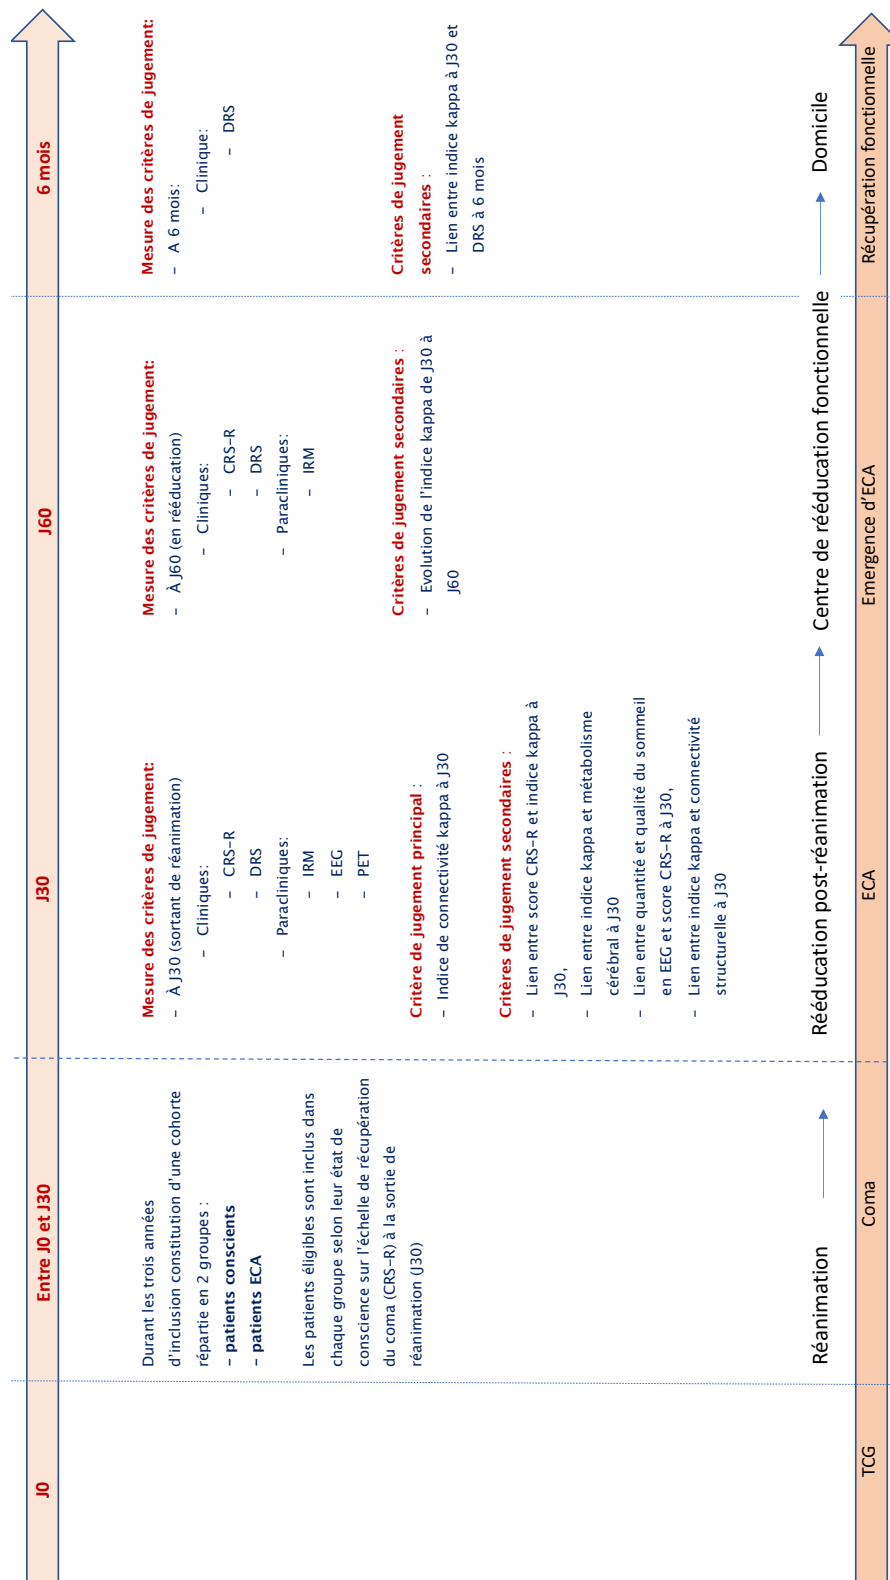 J0
Entre J0 et J30
J30
J60
6 mois
Durant les trois années
d’inclusion constitution d’une cohorte
répartie en 2 groupes :
– patients conscients
– patients ECA
Les patients éligibles sont inclus dans
chaque groupe selon leur état de
conscience sur l’échelle de récupération
du coma (CRS-R) à la sortie de
réanimation (J30)
Mesure des critères de jugement:
– À J30 (sortant de réanimation)
– Cliniques:
– CRS-R
– DRS
– Paracliniques:
– IRM
– EEG
– PET
Critère de jugement principal :
– Indice de connectivité kappa à J30
Critères de jugement secondaires :
– Lien entre score CRS-R et indice kappa à
J30,
– Lien entre indice kappa et métabolisme
cérébral à J30
– Lien entre quantité et qualité du sommeil
en EEG et score CRS-R à J30,
– Lien entre indice kappa et connectivité
structurelle à J30
Mesure des critères de jugement:
– À J60 (en rééducation)
– Cliniques:
– CRS-R
– DRS
– Paracliniques:
– IRM
Critères de jugement secondaires :
– Evolution de l’indice kappa de J30 à
J60
Mesure des critères de jugement:
– A 6 mois:
– Clinique:
– DRS
Critères de jugement
secondaires :
– Lien entre indice kappa à J30 et
DRS à 6 mois
Réanimation
Rééducation post-réanimation
Centre de rééducation fonctionnelle
Domicile
TCG
Coma
ECA
Emergence d’ECA
Récupération fonctionnelle